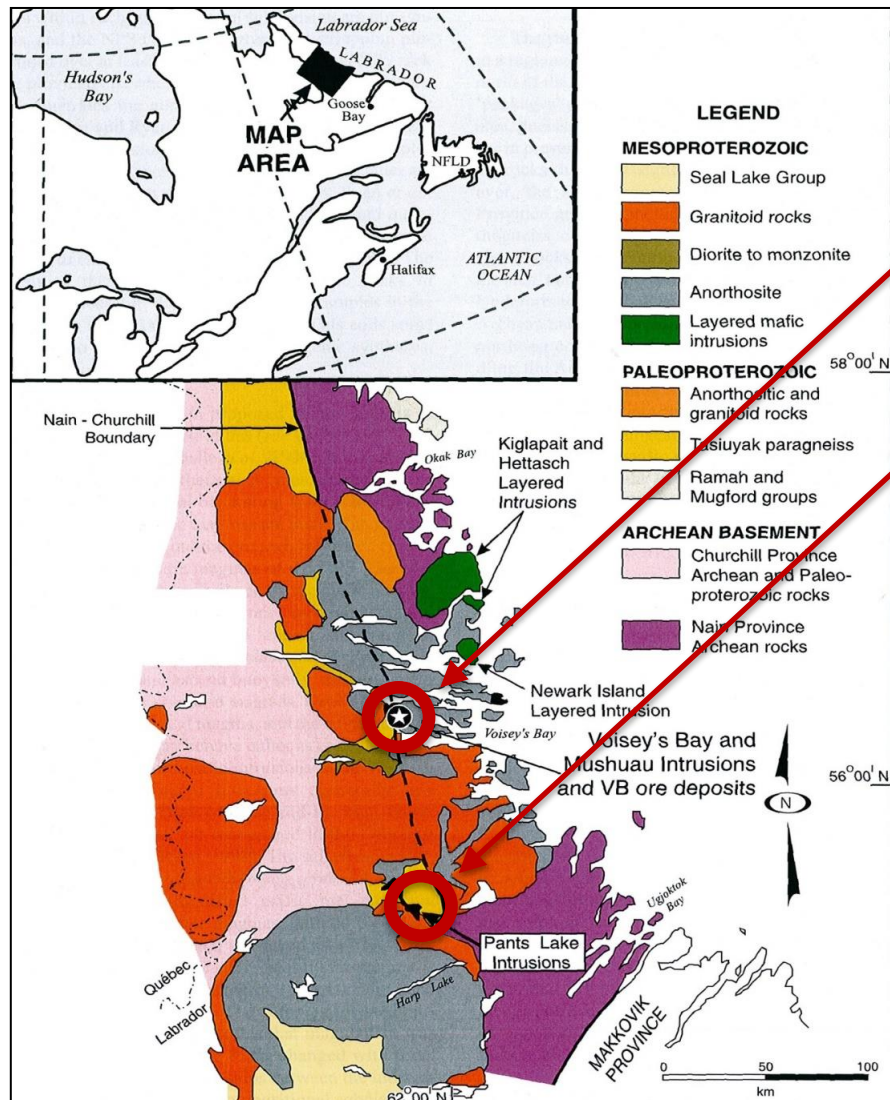 Labrador Sea
LABRADOR
Hudson's
Bay
Goose
Bay
MAP
AREA
NFLD
Halifax
ATLANTIC
OCEAN
LEGEND
MESOPROTEROZOIC
Seal Lake Group
Granitoid rocks
Diorite to monzonite
Anorthosite
Layered mafic
intrusions
58°00' N
PALEOPROTEROZOIC
Anorthositic and
granitoid rocks
Tasiuyak paragneiss
Ramah and
Mugford groups
ARCHEAN BASEMENT
Churchill Province
Archean and Paleo-
proterozoic rocks
Nain Province
Archean rocks
Nain - Churchill
Boundary
Okak Bay
Kiglapait and
Hettasch
Layered
Intrusions
Newark Island
Layered Intrusion
Voisey's Bay
Voisey's Bay and
Mushuau Intrusions
and VB ore deposits
56°00' N
N
Ugjoktok
Bay
Pants Lake
Intrusions
Québec
Labrador
Harp Lake
MAKKOVIK
PROVINCE
0 50 100
km
62°00' N